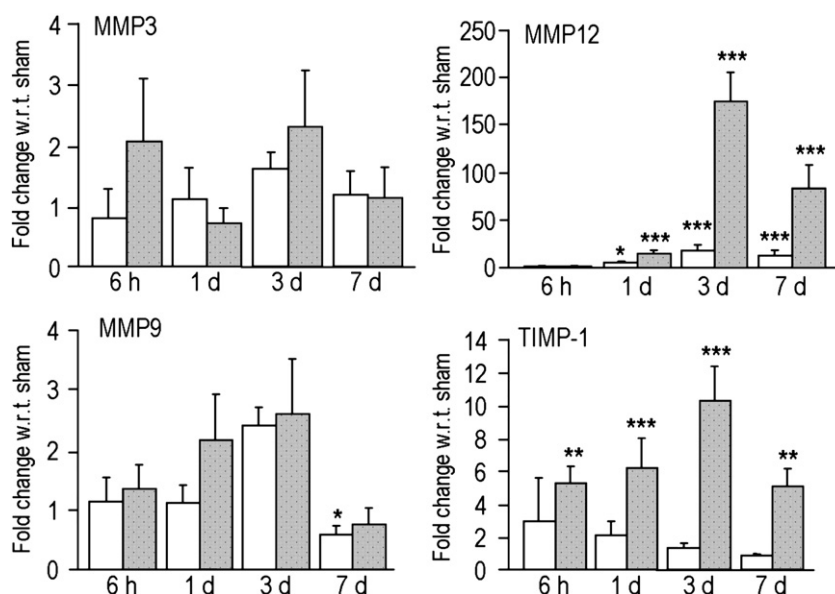 MMP3
Fold change w.r.t. sham
4
3
2
1
0
6 h 1 d 3 d 7 d
MMP12
Fold change w.r.t. sham
250
200
150
100
50
0
* *** *** *** *** ***
6 h 1 d 3 d 7 d
MMP9
Fold change w.r.t. sham
4
3
2
1
0
*
6 h 1 d 3 d 7 d
TIMP-1
Fold change w.r.t. sham
14
12
10
8
6
4
2
0
** *** *** **
6 h 1 d 3 d 7 d